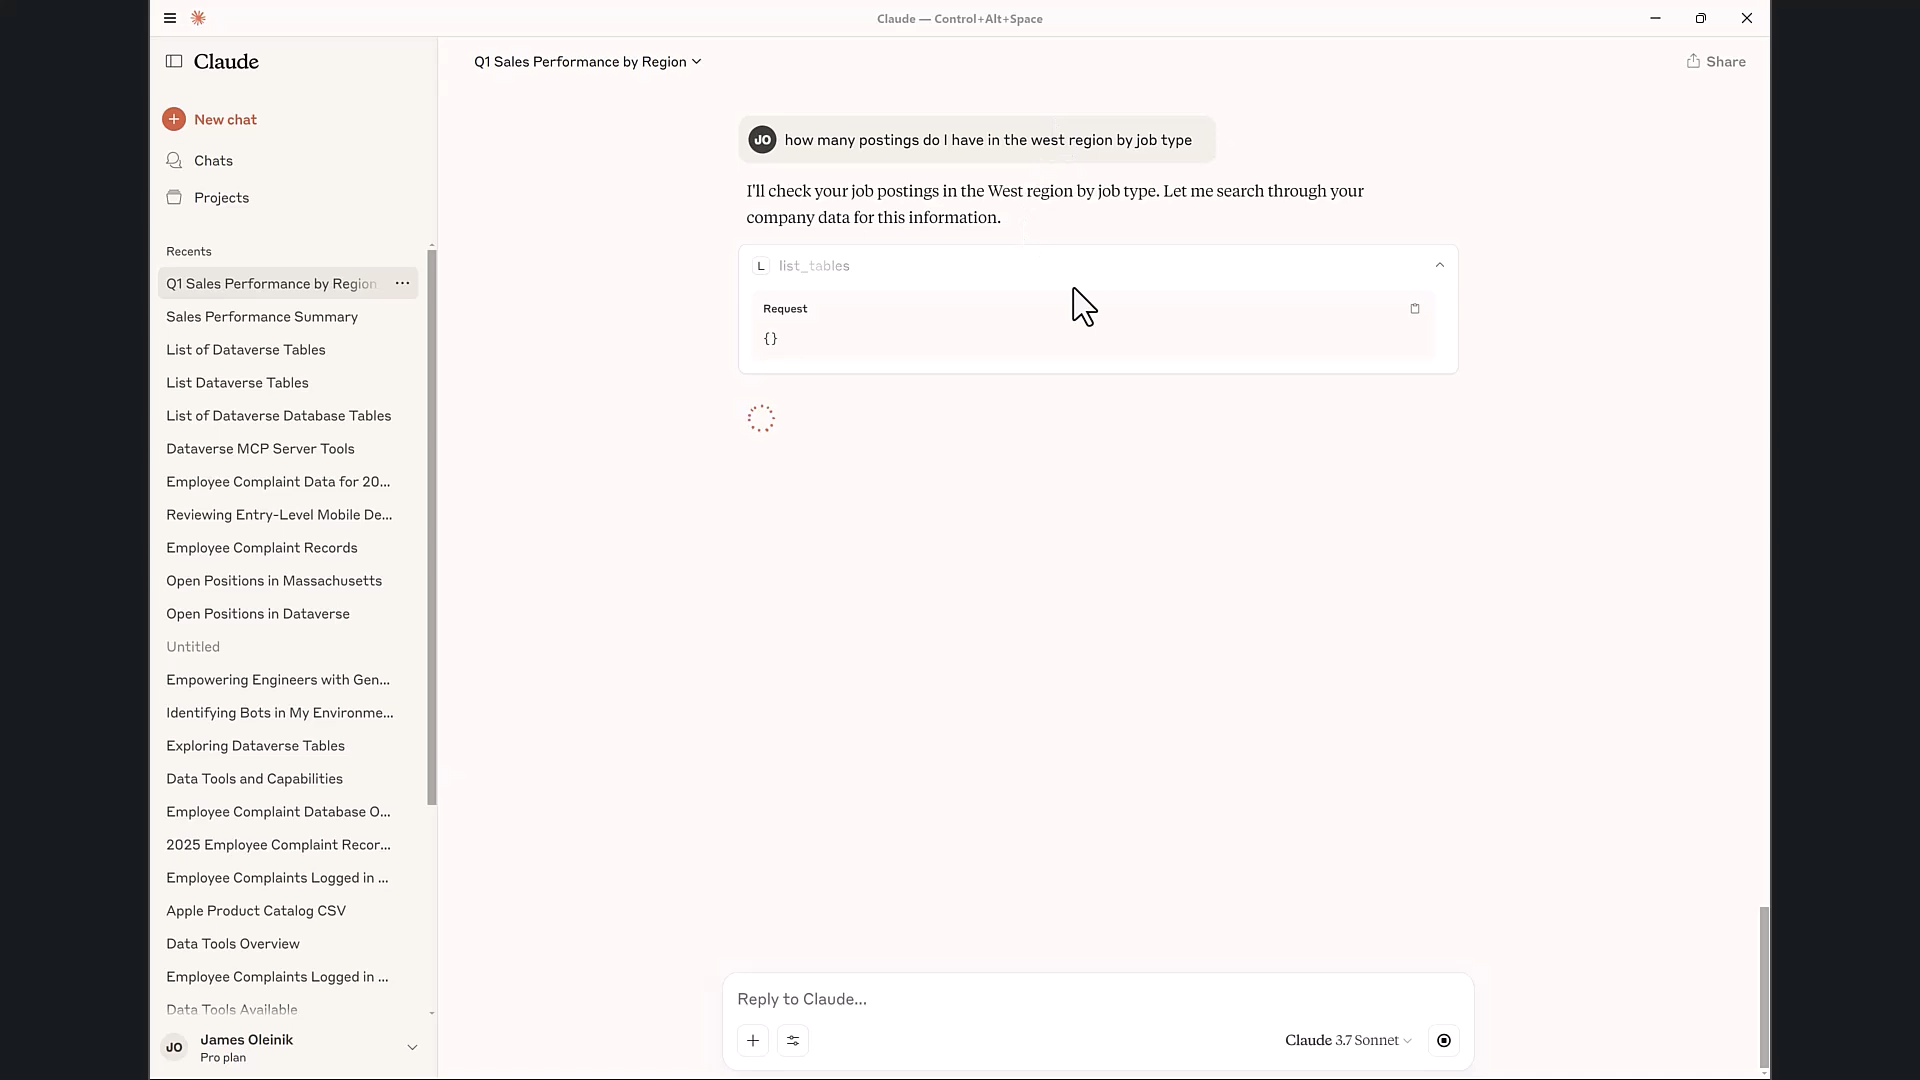 Claude — Control+Alt+Space
Claude
New chat
Chats
Projects
Recents
Q1 Sales Performance by Region
Sales Performance Summary
List of Dataverse Tables
List Dataverse Tables
List of Dataverse Database Tables
Dataverse MCP Server Tools
Employee Complaint Data for 20...
Reviewing Entry-Level Mobile De...
Employee Complaint Records
Open Positions in Massachusetts
Open Positions in Dataverse
Untitled
Empowering Engineers with Gen...
Identifying Bots in My Environme...
Exploring Dataverse Tables
Data Tools and Capabilities
Employee Complaint Database O...
2025 Employee Complaint Recor...
Employee Complaints Logged in ...
Apple Product Catalog CSV
Data Tools Overview
Employee Complaints Logged in ...
Data Tools Available
JO
James Oleinik
Pro plan
Q1 Sales Performance by Region
Share
JO how many postings do I have in the west region by job type
I'll check your job postings in the West region by job type. Let me search through your
company data for this information.
L list_tables
Request
{}
Reply to Claude...
Claude 3.7 Sonnet